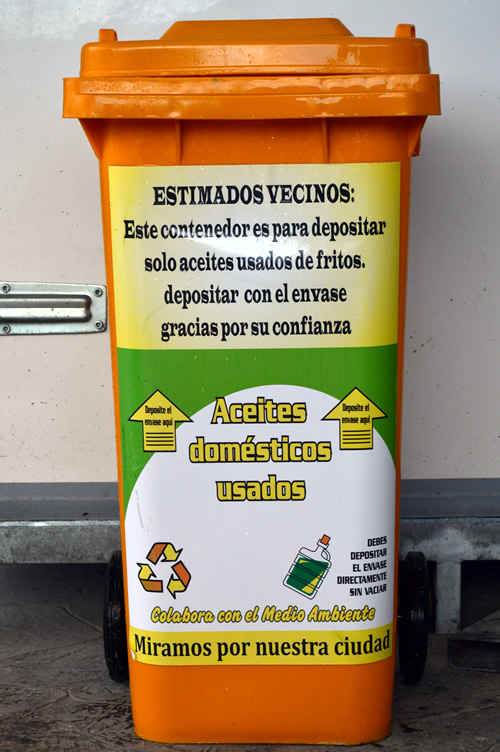 ESTIMADOS VECINOS:
Este contenedor es para depositar
solo aceites usados de fritos.
depositar con el envase
gracias por su confianza
Deposite el
envase aquí
Deposite el
envase aquí
Aceites
domésticos
usados
DEBES
DEPOSITAR
EL ENVASE
DIRECTAMENTE
SIN VACIAR
Colabora con el Medio Ambiente
Miramos por nuestra ciudad